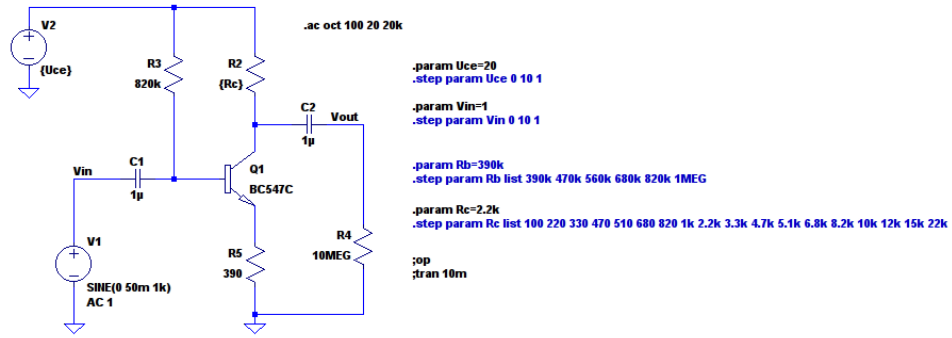 V2
{Uce}
R3
820k
R2
{Rc}
C2
1µ
Vout
Vin
C1
1µ
Q1
BC547C
V1
SINE(0 50m 1k)
AC 1
R5
390
R4
10MEG
.ac oct 100 20 20k
.param Uce=20
.step param Uce 0 10 1
.param Vin=1
.step param Vin 0 10 1
.param Rb=390k
.step param Rb list 390k 470k 560k 680k 820k 1MEG
.param Rc=2.2k
.step param Rc list 100 220 330 470 510 680 820 1k 2.2k 3.3k 4.7k 5.1k 6.8k 8.2k 10k 12k 15k 22k
;op
;tran 10m